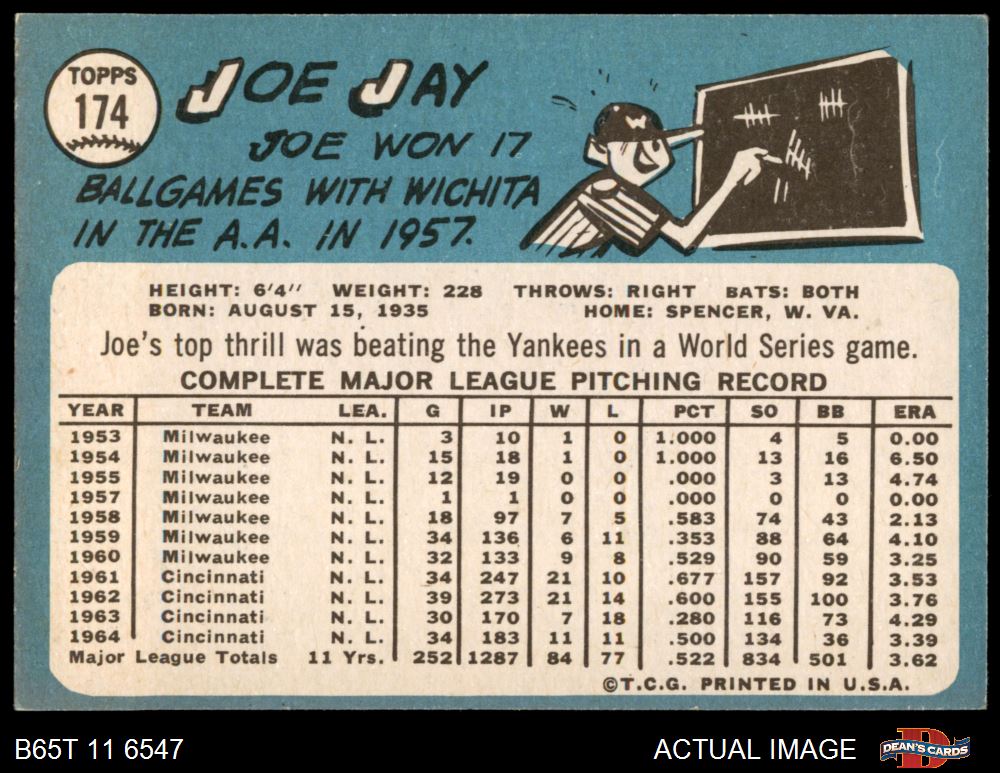 TOPPS
174
JOE JAY
JOE WON 17
BALLGAMES WITH WICHITA
IN THE A.A. IN 1957.
W
HEIGHT: 6'4" WEIGHT: 228 THROWS: RIGHT BATS: BOTH
BORN: AUGUST 15, 1935 HOME: SPENCER, W. VA.
Joe's top thrill was beating the Yankees in a World Series game.
COMPLETE MAJOR LEAGUE PITCHING RECORD
YEAR TEAM LEA. G IP W L PCT SO BB ERA
1953 Milwaukee N. L. 3 10 1 0 1.000 4 5 0.00
1954 Milwaukee N. L. 15 18 1 0 1.000 13 16 6.50
1955 Milwaukee N. L. 12 19 0 0 .000 3 13 4.74
1957 Milwaukee N. L. 1 1 0 0 .000 0 0 0.00
1958 Milwaukee N. L. 18 97 7 5 .583 74 43 2.13
1959 Milwaukee N. L. 34 136 6 11 .353 88 64 4.10
1960 Milwaukee N. L. 32 133 9 8 .529 90 59 3.25
1961 Cincinnati N. L. 34 247 21 10 .677 157 92 3.53
1962 Cincinnati N. L. 39 273 21 14 .600 155 100 3.76
1963 Cincinnati N. L. 30 170 7 18 .280 116 73 4.29
1964 Cincinnati N. L. 34 183 11 11 .500 134 36 3.39
Major League Totals 11 Yrs. 252 1287 84 77 .522 834 501 3.62
©T.C.G. PRINTED IN U.S.A.
B65T 11 6547 ACTUAL IMAGE DEAN'S CARDS